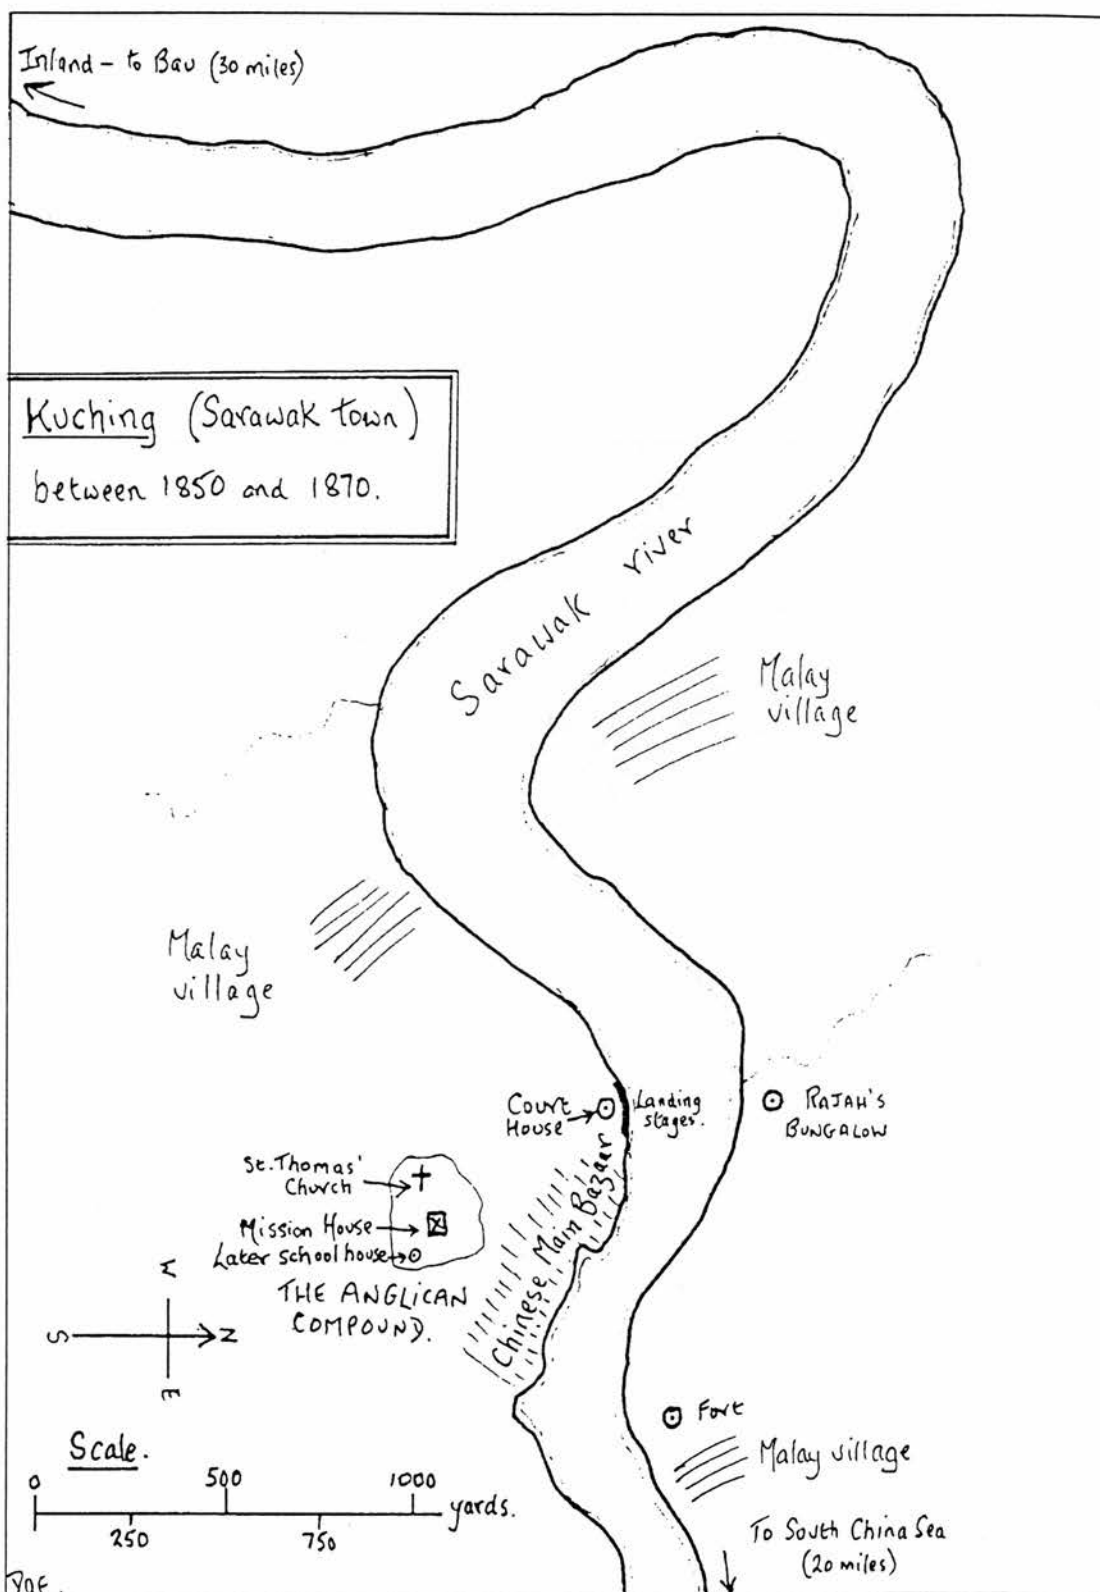 Inland - to Bau (30 miles)
Kuching (Sarawak town)
between 1850 and 1870.
Sarawak river
Malay
village
Malay
village
Court
House
Landing
stages.
RAJAH'S
BUNGALOW
St. Thomas'
Church
Mission House
Later school house
THE ANGLICAN
COMPOUND.
Chinese Main Bazaar
W
S
N
E
Fort
Malay village
Scale.
0
500
1000
yards.
250
750
To South China Sea
(20 miles)